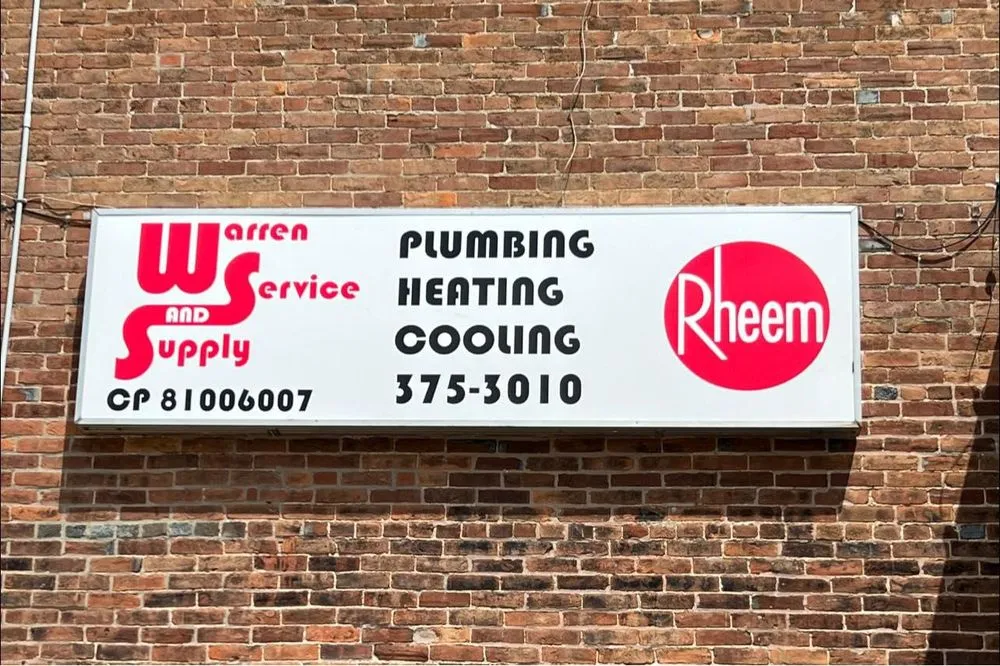 Warren
Service
AND
Supply
CP 81006007
PLUMBING
HEATING
COOLING
375-3010
Rheem